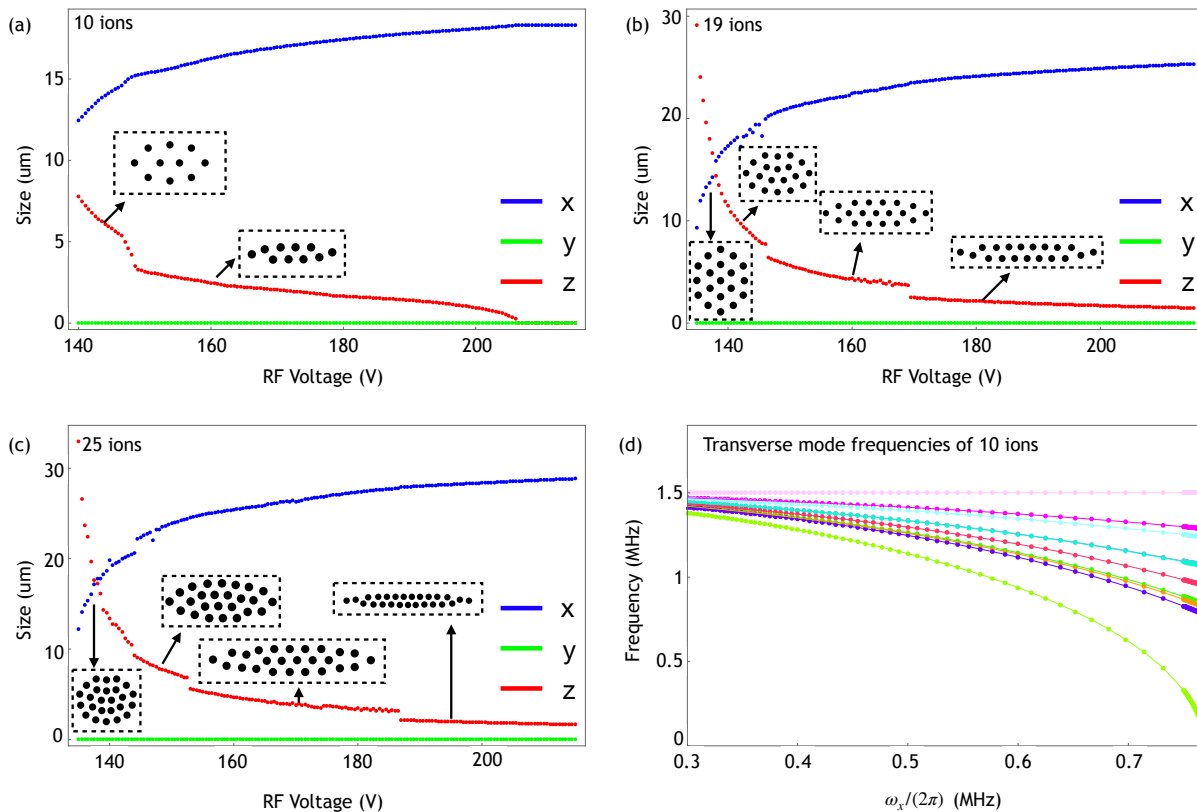 (a)
10 ions
Size (um)
15
10
5
0
x
y
z
140
160
180
200
RF Voltage (V)
(b)
19 ions
Size (um)
30
20
10
0
x
y
z
140
160
180
200
RF Voltage (V)
(c)
25 ions
Size (um)
30
20
10
0
x
y
z
140
160
180
200
RF Voltage (V)
(d)
Transverse mode frequencies of 10 ions
Frequency (MHz)
1.5
1
0.5
0
0.3
0.4
0.5
0.6
0.7
ωx/(2π) (MHz)